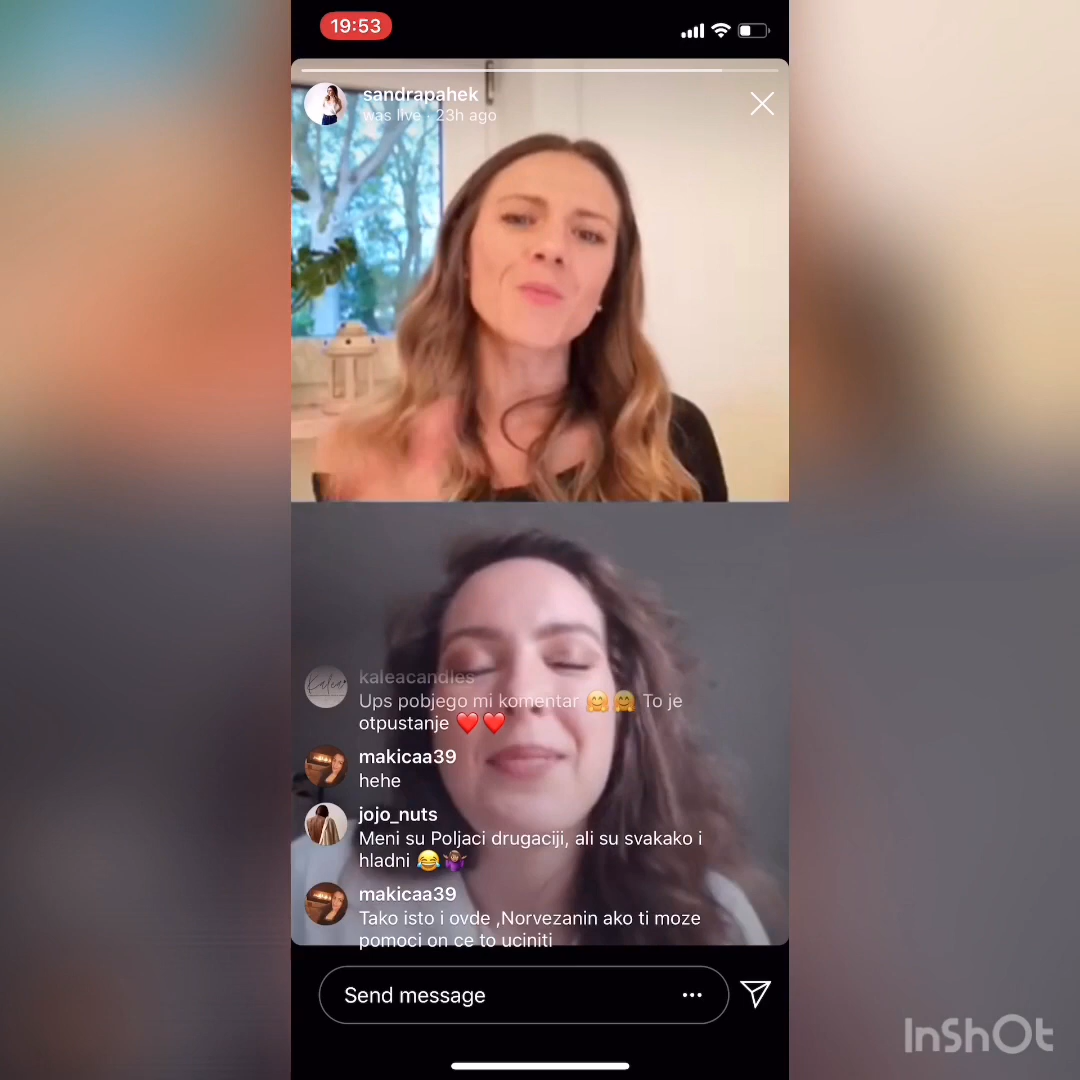 19:53
sandrapahek
was live · 23h ago
kaleacandles
Ups pobjego mi komentar 🤗 🤗 To je
otpustanje ❤️❤️
makicaa39
hehe
jojo_nuts
Meni su Poljaci drugaciji, ali su svakako i
hladni 😂🤷🏽‍♀️
makicaa39
Tako isto i ovde ,Norvezanin ako ti moze
pomoci on ce to uciniti
Send message
InShOt